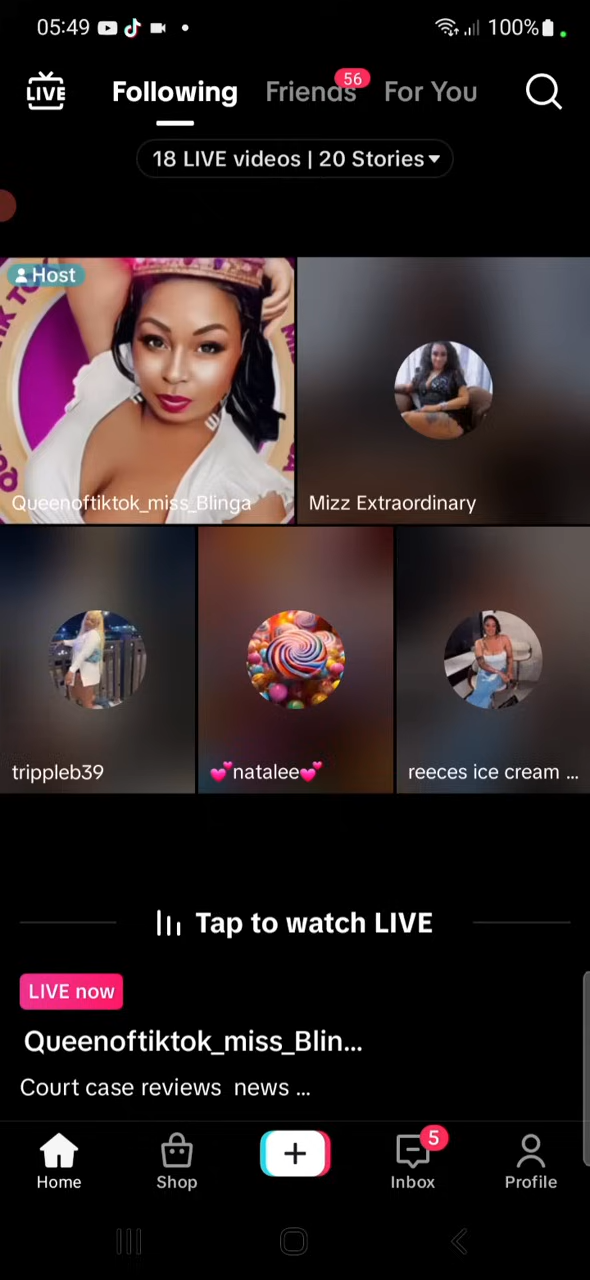 05:49
100%
LIVE
Following
Friends
56
For You
18 LIVE videos | 20 Stories
Host
Queenoftiktok_miss_Blinga
Mizz Extraordinary
trippleb39
💕natalee💕
reeces ice cream ...
Tap to watch LIVE
LIVE now
Queenoftiktok_miss_Blin...
Court case reviews  news ...
Home
Shop
5
Inbox
Profile